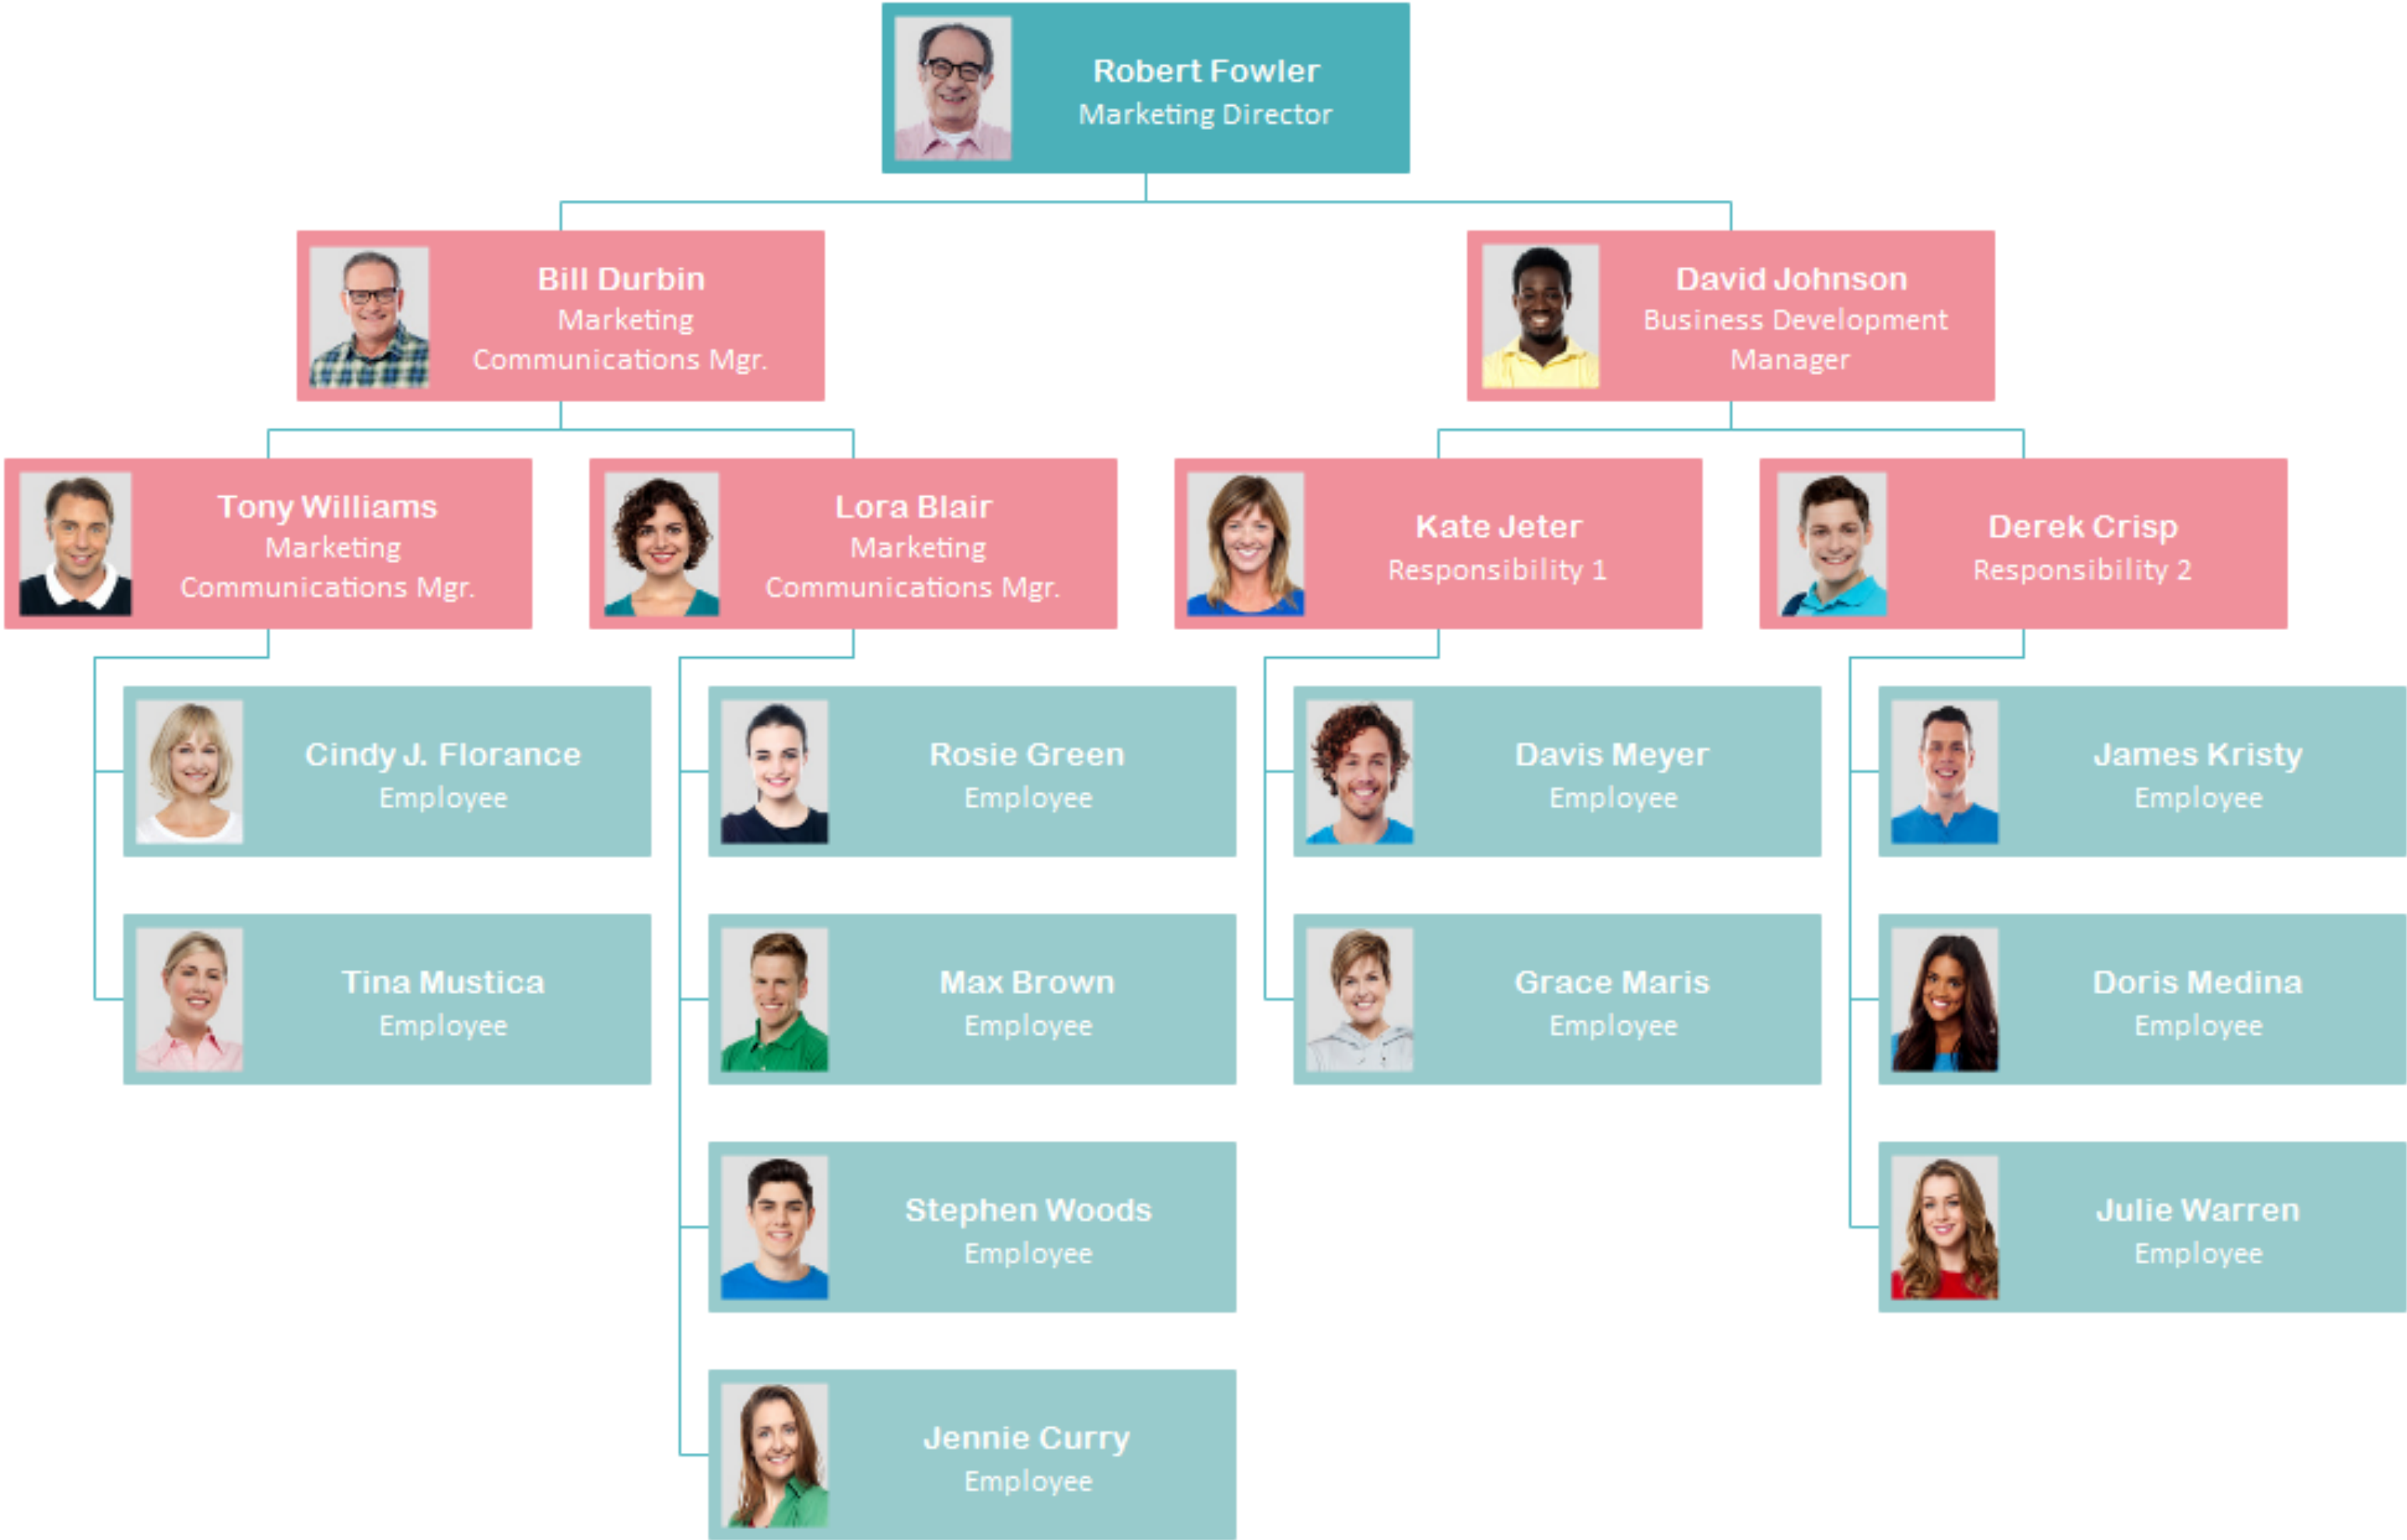 Robert Fowler
Marketing Director
Bill Durbin
Marketing
Communications Mgr.
David Johnson
Business Development
Manager
Tony Williams
Marketing
Communications Mgr.
Lora Blair
Marketing
Communications Mgr.
Kate Jeter
Responsibility 1
Derek Crisp
Responsibility 2
Cindy J. Florance
Employee
Rosie Green
Employee
Davis Meyer
Employee
James Kristy
Employee
Tina Mustica
Employee
Max Brown
Employee
Grace Maris
Employee
Doris Medina
Employee
Stephen Woods
Employee
Julie Warren
Employee
Jennie Curry
Employee